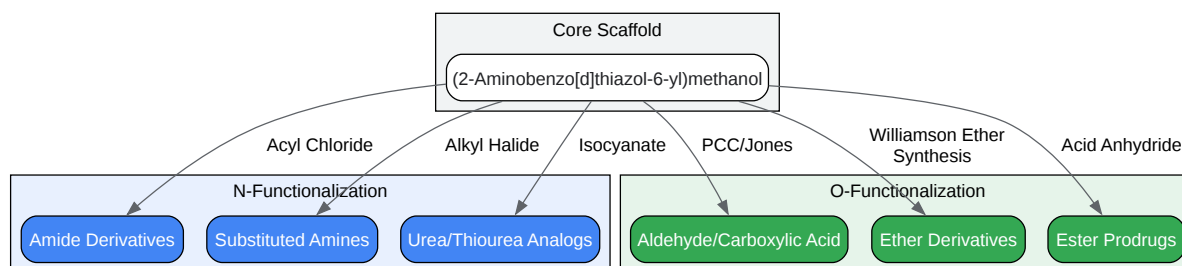 Core Scaffold
(2-Aminobenzo[d]thiazol-6-yl)methanol
Acyl Chloride
Alkyl Halide
Isocyanate
PCC/Jones
Williamson Ether
Synthesis
Acid Anhydride
N-Functionalization
O-Functionalization
Amide Derivatives
Substituted Amines
Urea/Thiourea Analogs
Aldehyde/Carboxylic Acid
Ether Derivatives
Ester Prodrugs